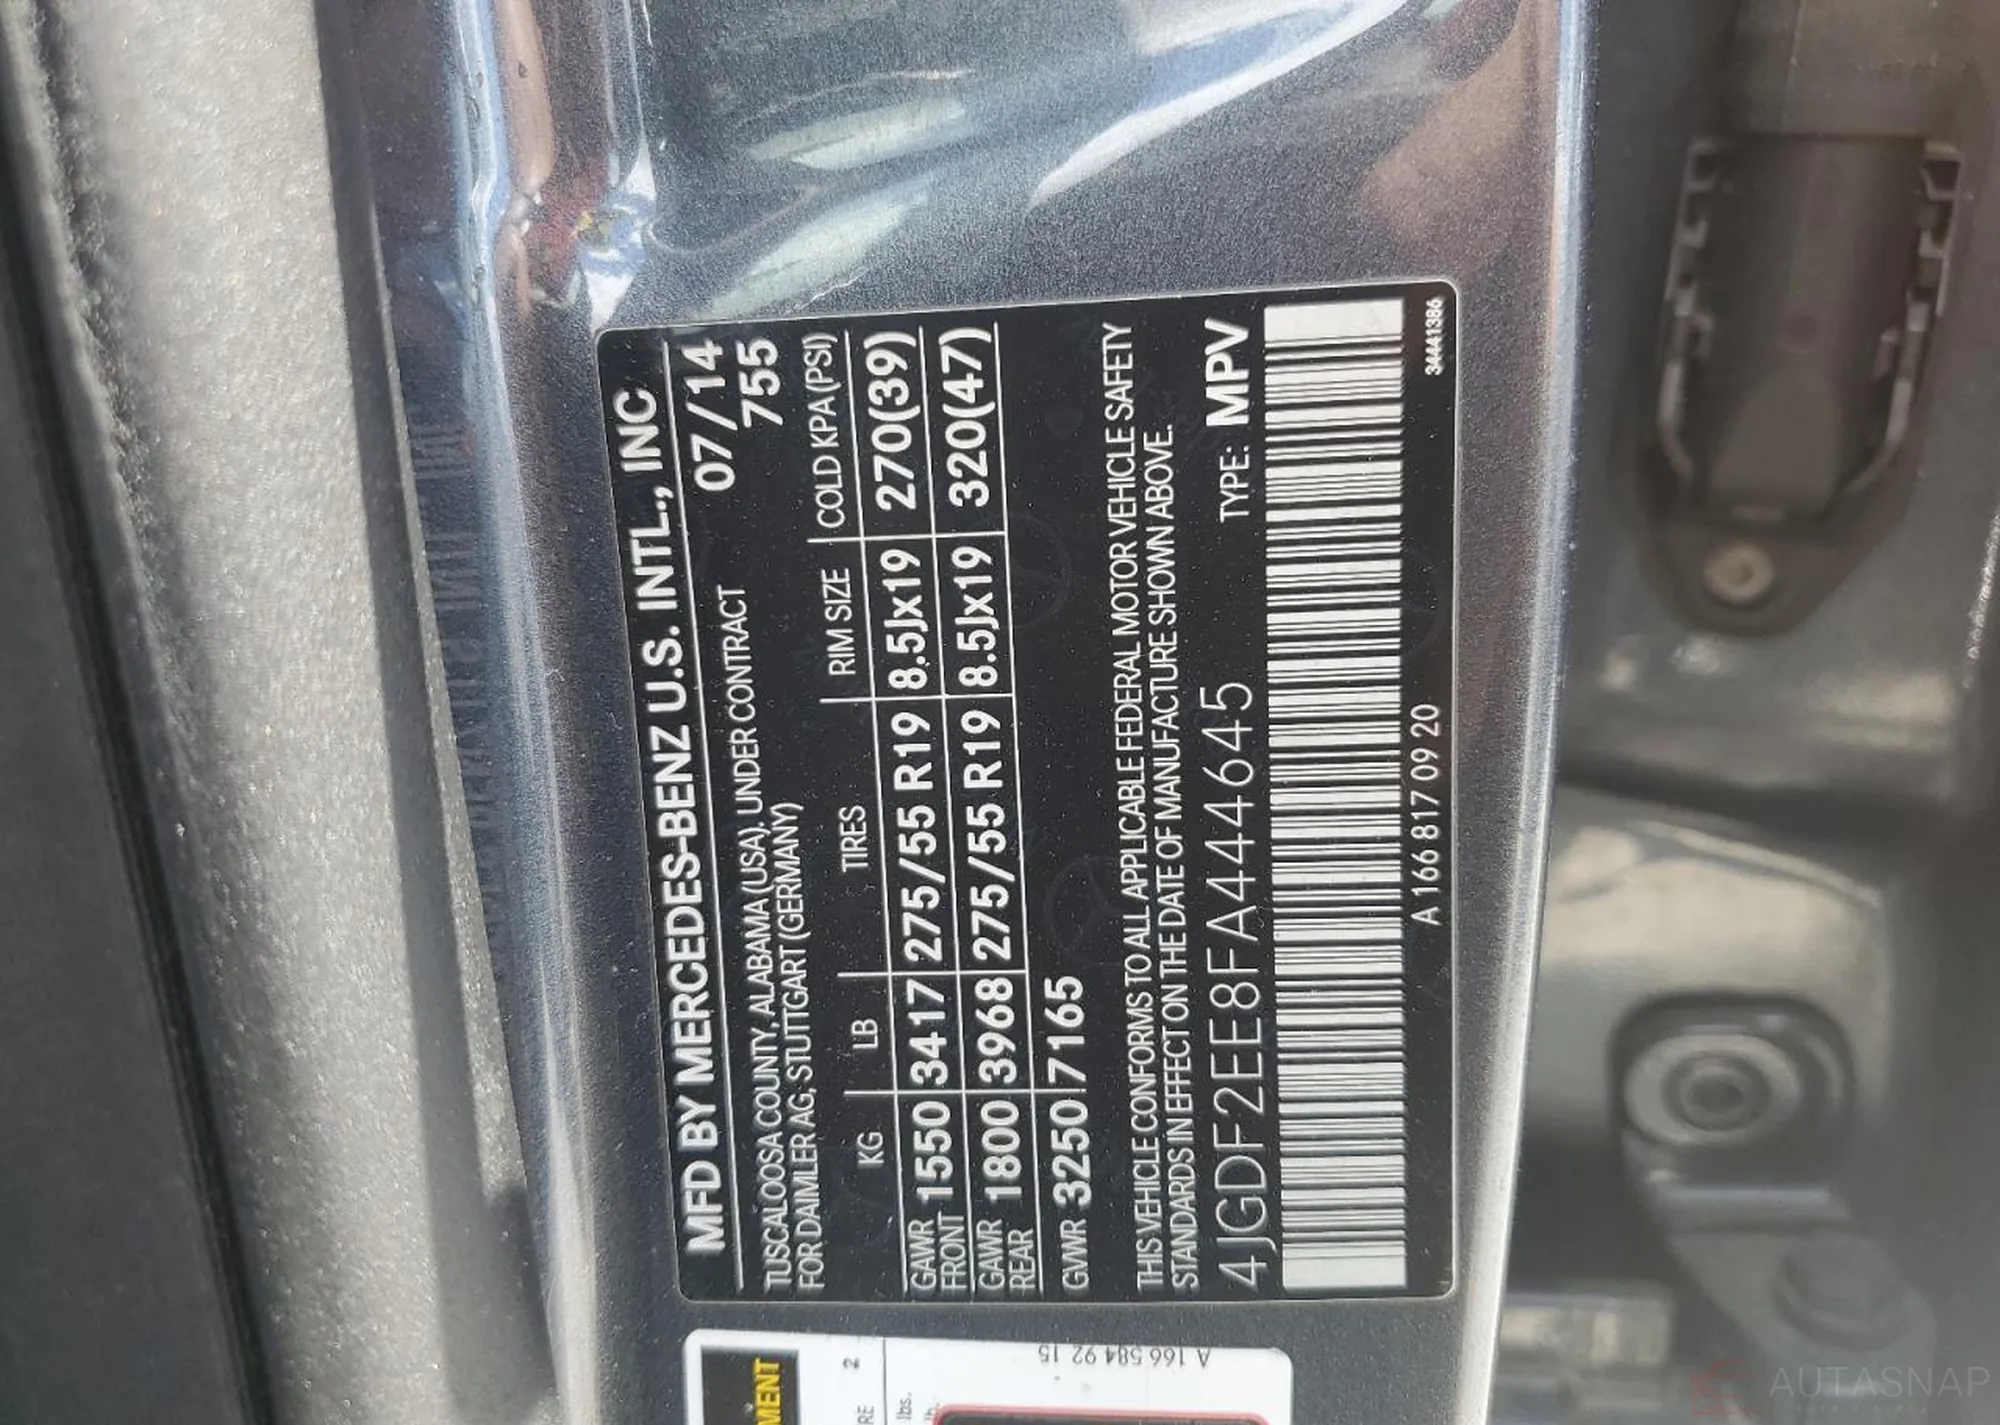 MFD BY MERCEDES-BENZ U.S. INTL., INC
TUSCALOOSA COUNTY, ALABAMA (USA), UNDER CONTRACT 07/14
FOR DAIMLER AG, STUTTGART (GERMANY) 755
KG LB TIRES RIM SIZE COLD KPA (PSI)
GAWR FRONT 1550 3417 275/55 R19 8.5Jx19 270(39)
GAWR REAR 1800 3968 275/55 R19 8.5Jx19 320(47)
GVWR 3250 7165
THIS VEHICLE CONFORMS TO ALL APPLICABLE FEDERAL MOTOR VEHICLE SAFETY
STANDARDS IN EFFECT ON THE DATE OF MANUFACTURE SHOWN ABOVE.
4JGDF2EE8FA444645 TYPE: MPV
A 166 817 09 20 34441386
2
lbs.
A 166 584 92 15
AUTASNAP